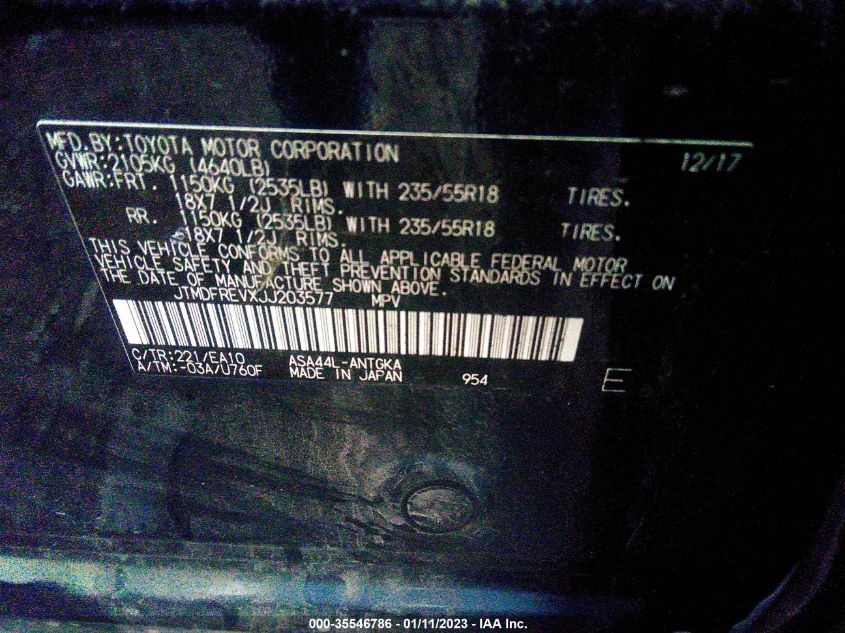 MFD.BY:TOYOTA MOTOR CORPORATION 12/17
GVWR:2105KG (4640LB)
GAWR:FRT. 1150KG (2535LB) WITH 235/55R18 TIRES.
18X7 1/2J RIMS.
RR. 1150KG (2535LB) WITH 235/55R18 TIRES.
18X7 1/2J RIMS.
THIS VEHICLE CONFORMS TO ALL APPLICABLE FEDERAL MOTOR
VEHICLE SAFETY AND THEFT PREVENTION STANDARDS IN EFFECT ON
THE DATE OF MANUFACTURE SHOWN ABOVE.
JTMDFREVXJJ203577 MPV
C/TR:221/EA10 ASA44L-ANTGKA
A/TM:-03A/U760F MADE IN JAPAN 954 E
000-35546786 - 01/11/2023 - IAA Inc.